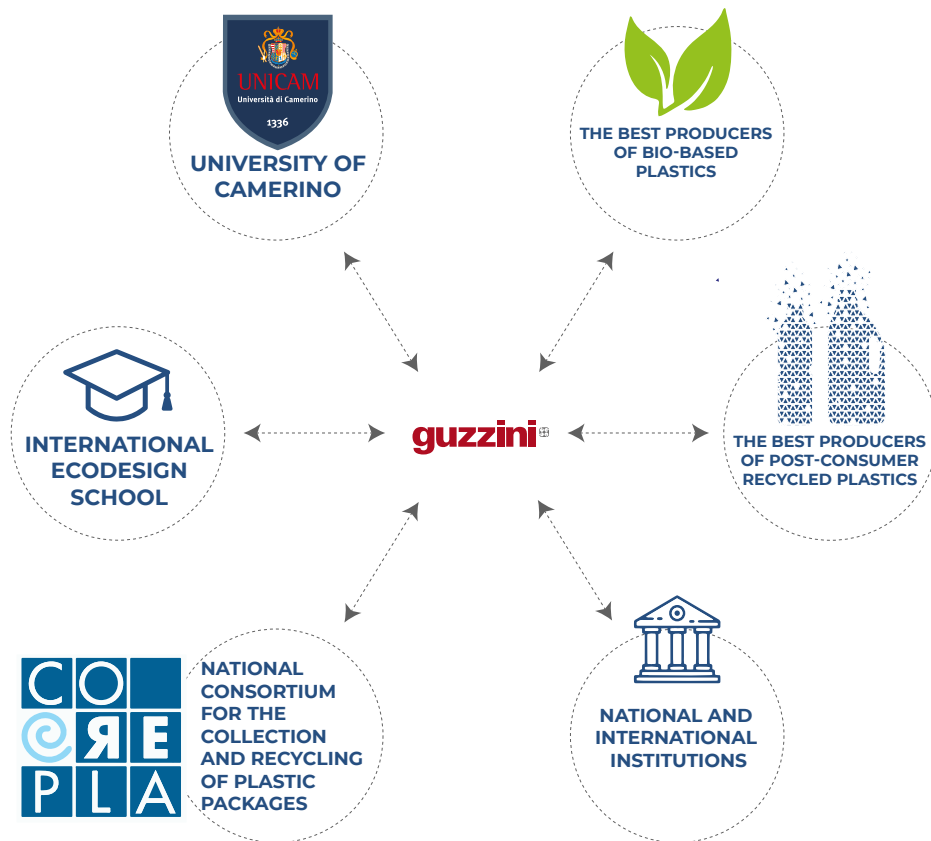 UNICAM
Università di Camerino
1336
UNIVERSITY OF
CAMERINO
THE BEST PRODUCERS
OF BIO-BASED
PLASTICS
INTERNATIONAL
ECODESIGN
SCHOOL
guzzini
THE BEST PRODUCERS
OF POST-CONSUMER
RECYCLED PLASTICS
CO
RE
PLA
NATIONAL
CONSORTIUM
FOR THE
COLLECTION
AND RECYCLING
OF PLASTIC
PACKAGES
NATIONAL AND
INTERNATIONAL
INSTITUTIONS